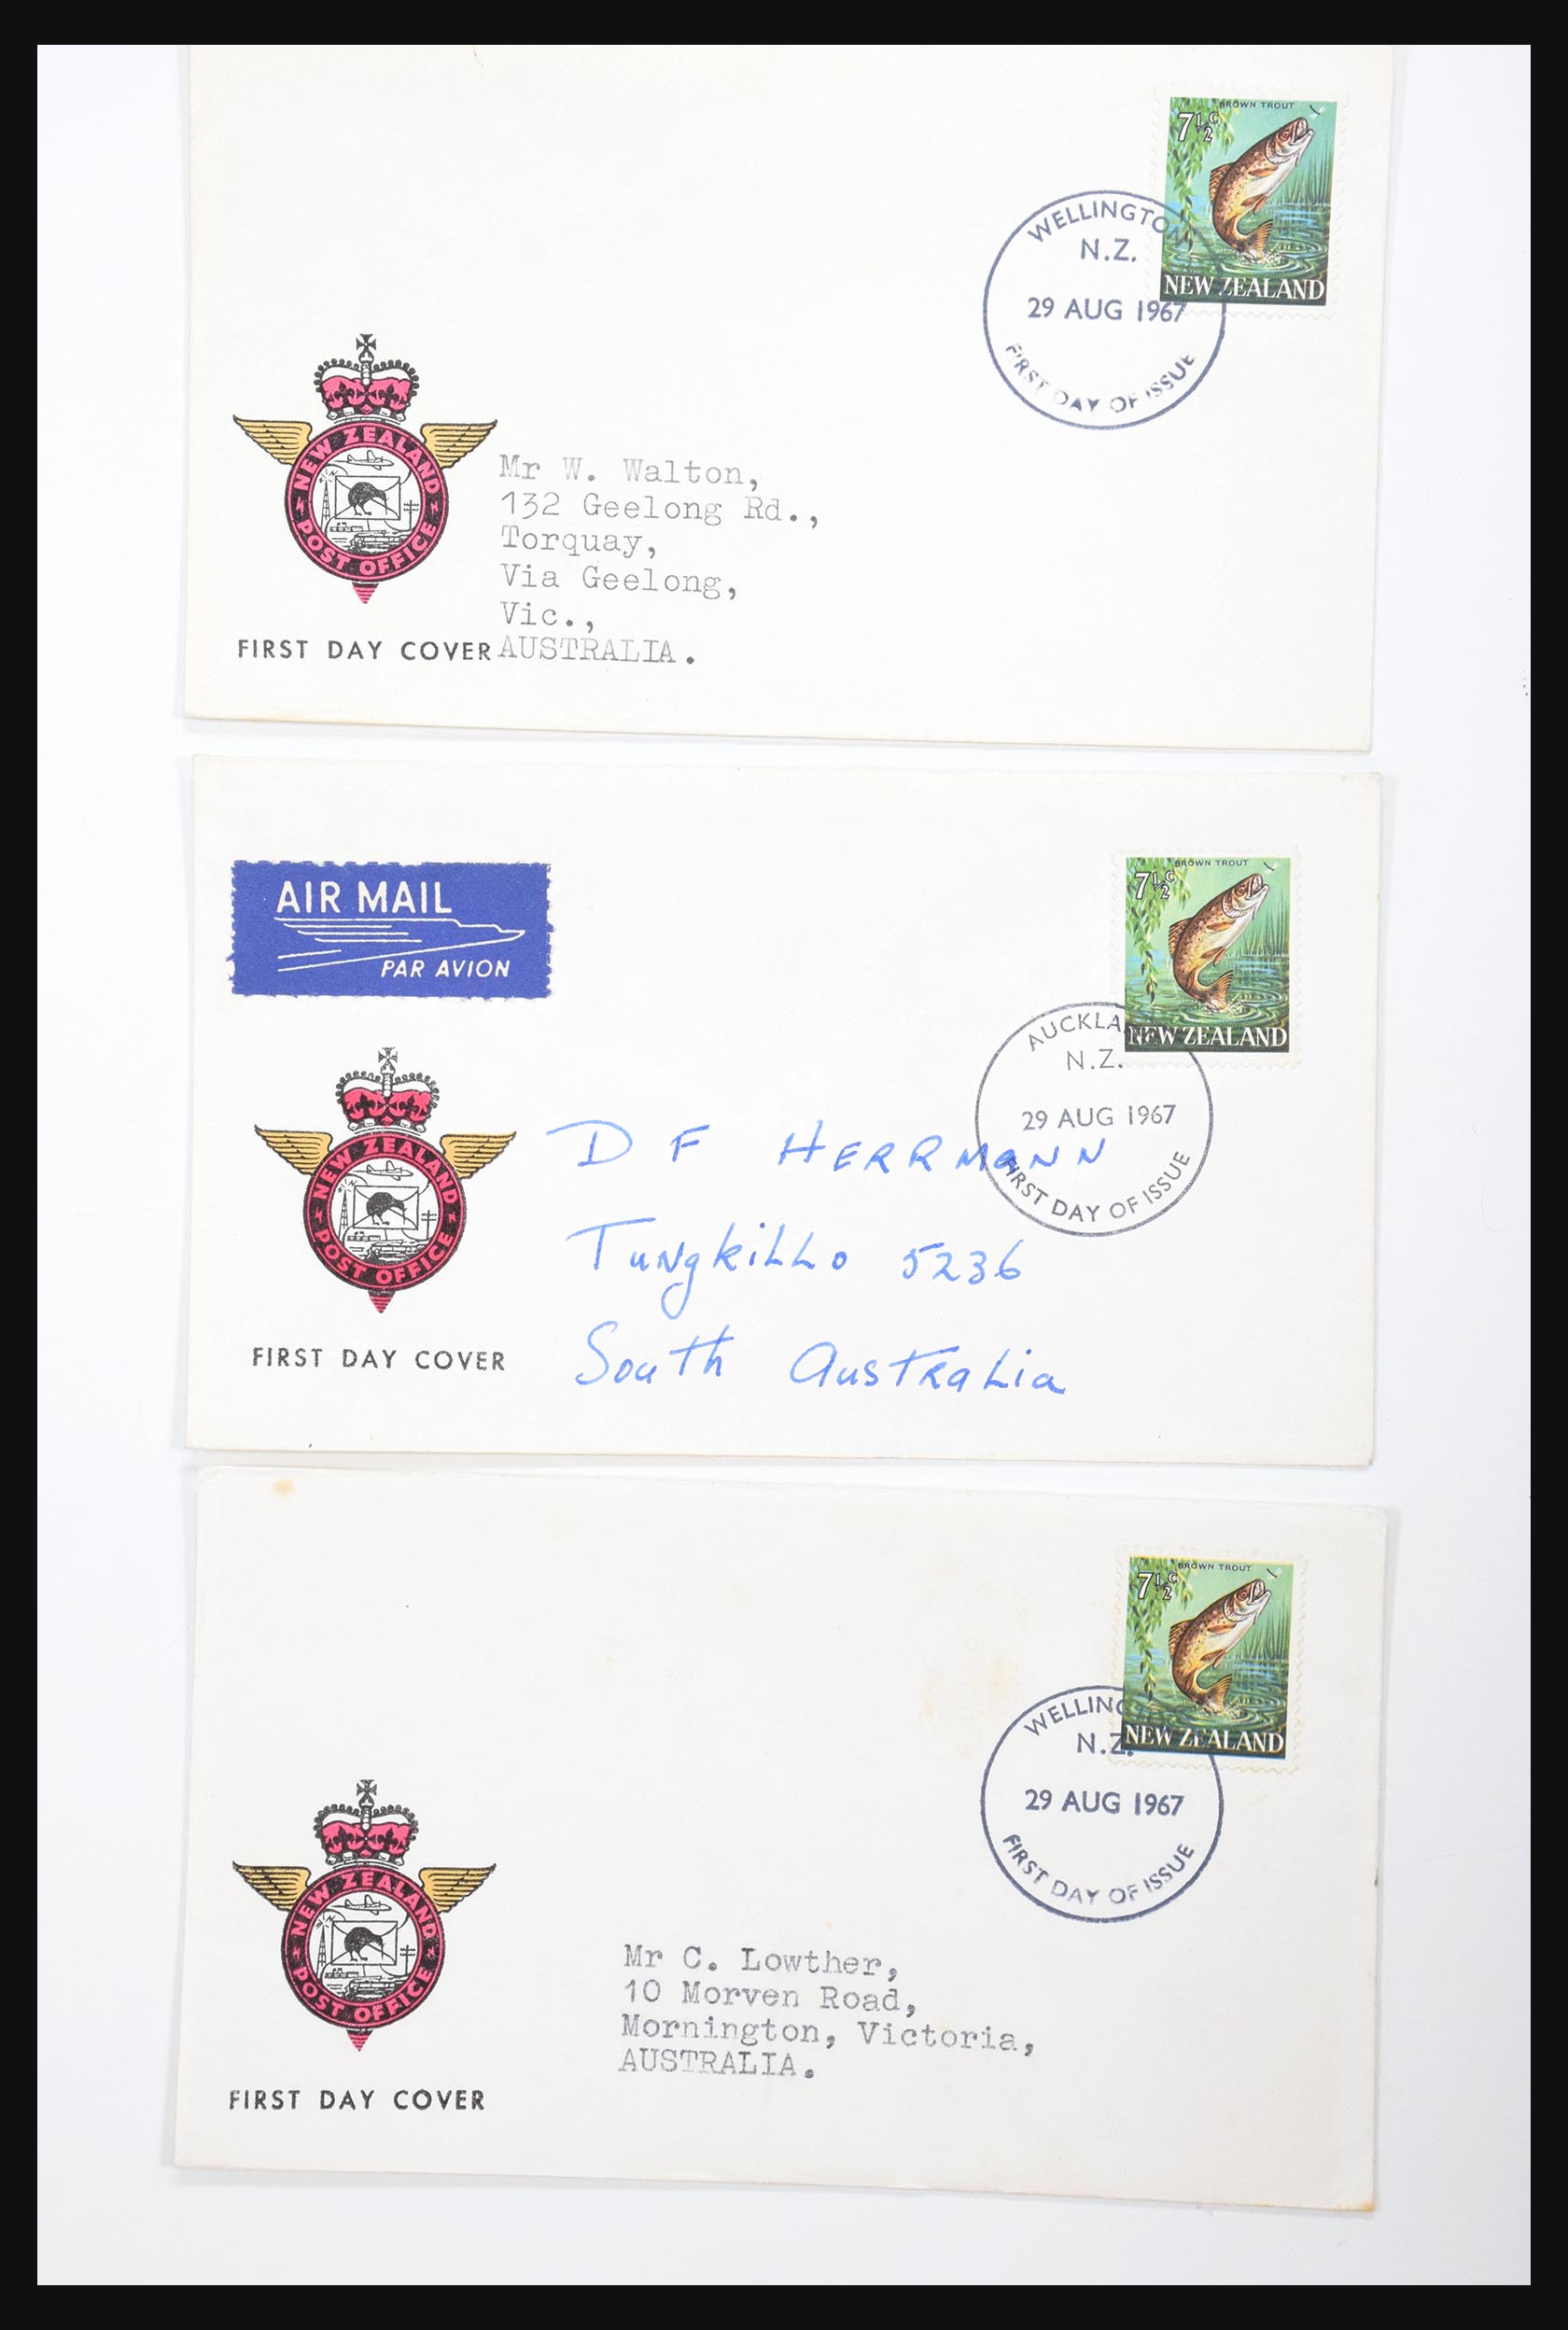 BROWN TROUT
7½c
NEW ZEALAND
WELLINGTON
N.Z.
29 AUG 1967
FIRST DAY OF ISSUE
NEW ZEALAND
POST OFFICE
Mr W. Walton,
132 Geelong Rd.,
Torquay,
Via Geelong,
Vic.,
FIRST DAY COVER AUSTRALIA.
AIR MAIL
PAR AVION
BROWN TROUT
7½c
NEW ZEALAND
AUCKLAND
N.Z.
29 AUG 1967
FIRST DAY OF ISSUE
NEW ZEALAND
POST OFFICE
D F HERRMANN
Tungkillo 5236
South Australia
FIRST DAY COVER
BROWN TROUT
7½c
NEW ZEALAND
WELLINGTON
N.Z.
29 AUG 1967
FIRST DAY OF ISSUE
NEW ZEALAND
POST OFFICE
Mr C. Lowther,
10 Morven Road,
Mornington, Victoria,
AUSTRALIA.
FIRST DAY COVER